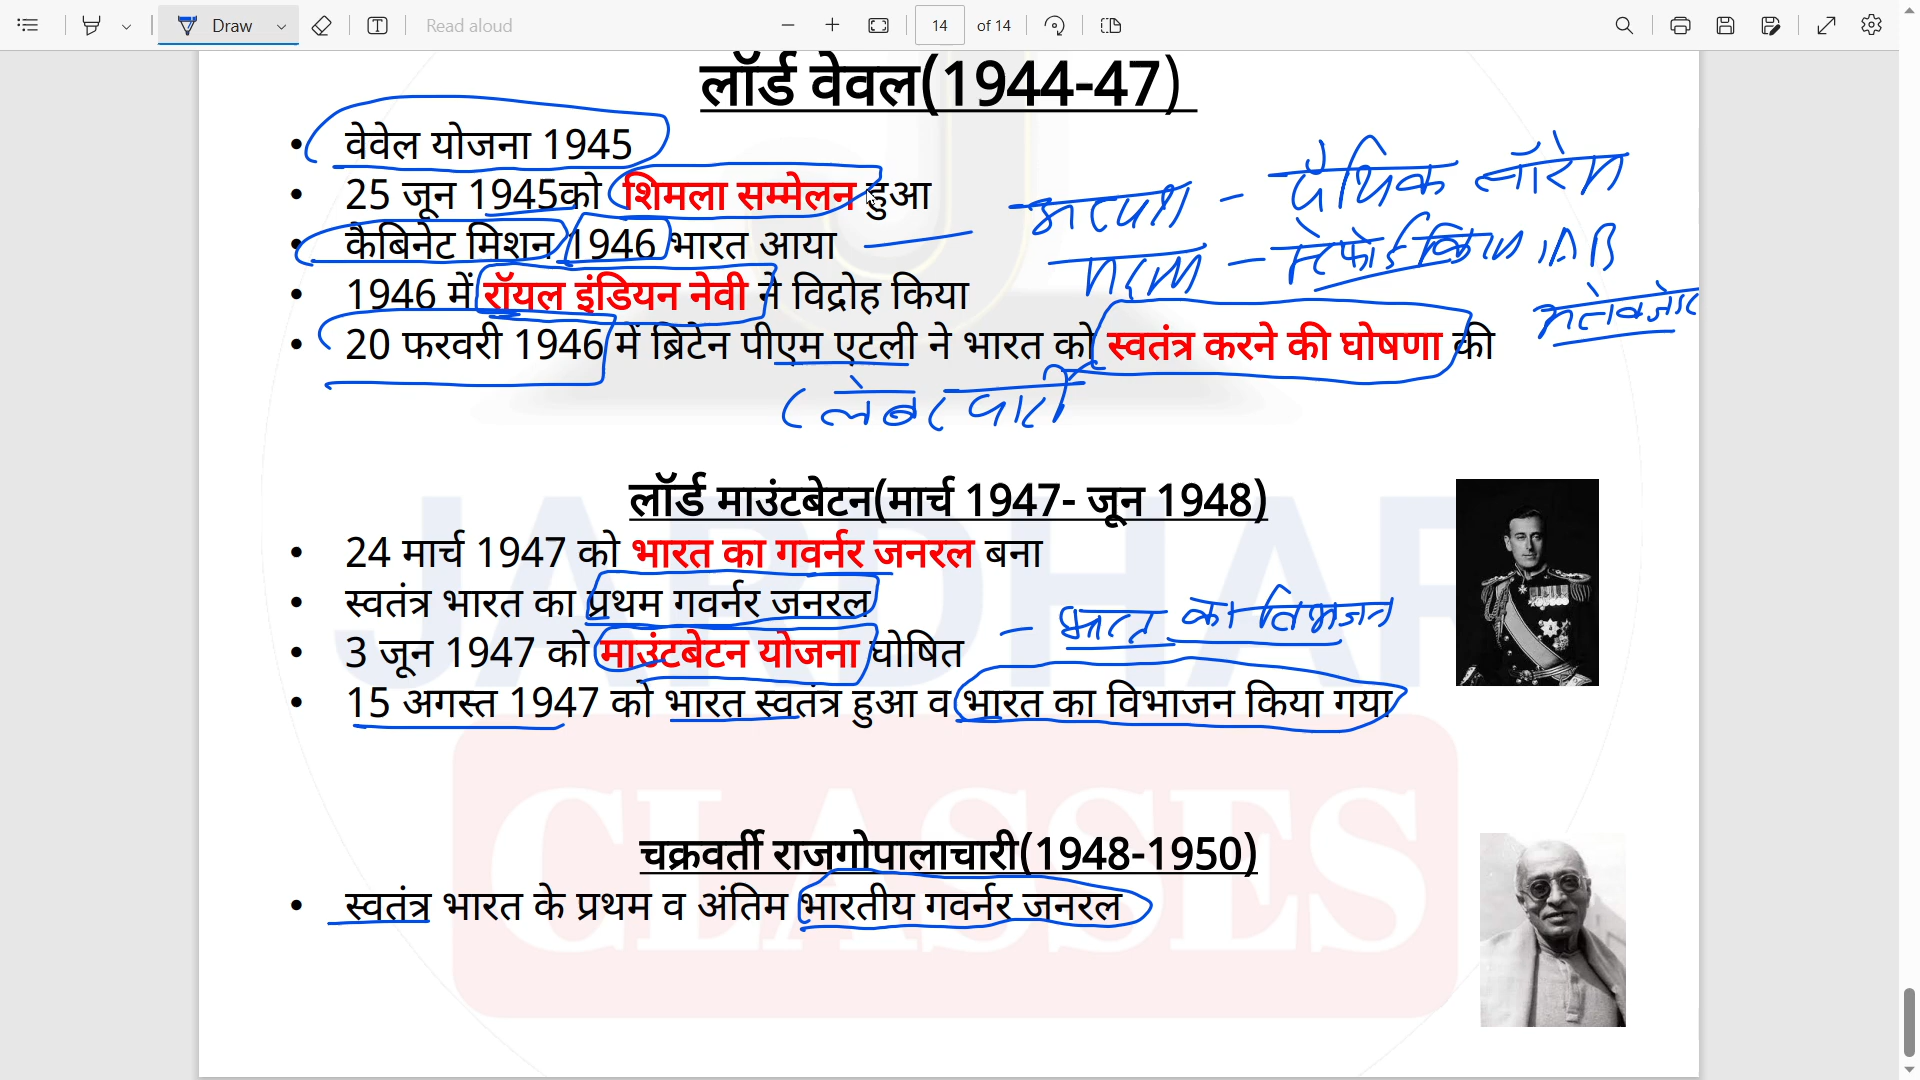 Draw
Read aloud
14 of 14
लॉर्ड वेवल(1944-47)
• वेवेल योजना 1945
• 25 जून 1945को शिमला सम्मेलन हुआ
• कैबिनेट मिशन 1946 भारत आया
• 1946 में रॉयल इंडियन नेवी ने विद्रोह किया
• 20 फरवरी 1946 में ब्रिटेन पीएम एटली ने भारत को स्वतंत्र करने की घोषणा की
अध्यक्ष - पैथिक लॉरेंस
लेबर पार्टी
लॉर्ड माउंटबेटन(मार्च 1947- जून 1948)
• 24 मार्च 1947 को भारत का गवर्नर जनरल बना
• स्वतंत्र भारत का प्रथम गवर्नर जनरल
• 3 जून 1947 को माउंटबेटन योजना घोषित - भारत का विभाजन
• 15 अगस्त 1947 को भारत स्वतंत्र हुआ व भारत का विभाजन किया गया
चक्रवर्ती राजगोपालाचारी(1948-1950)
• स्वतंत्र भारत के प्रथम व अंतिम भारतीय गवर्नर जनरल
JARDHAR
CLASSES